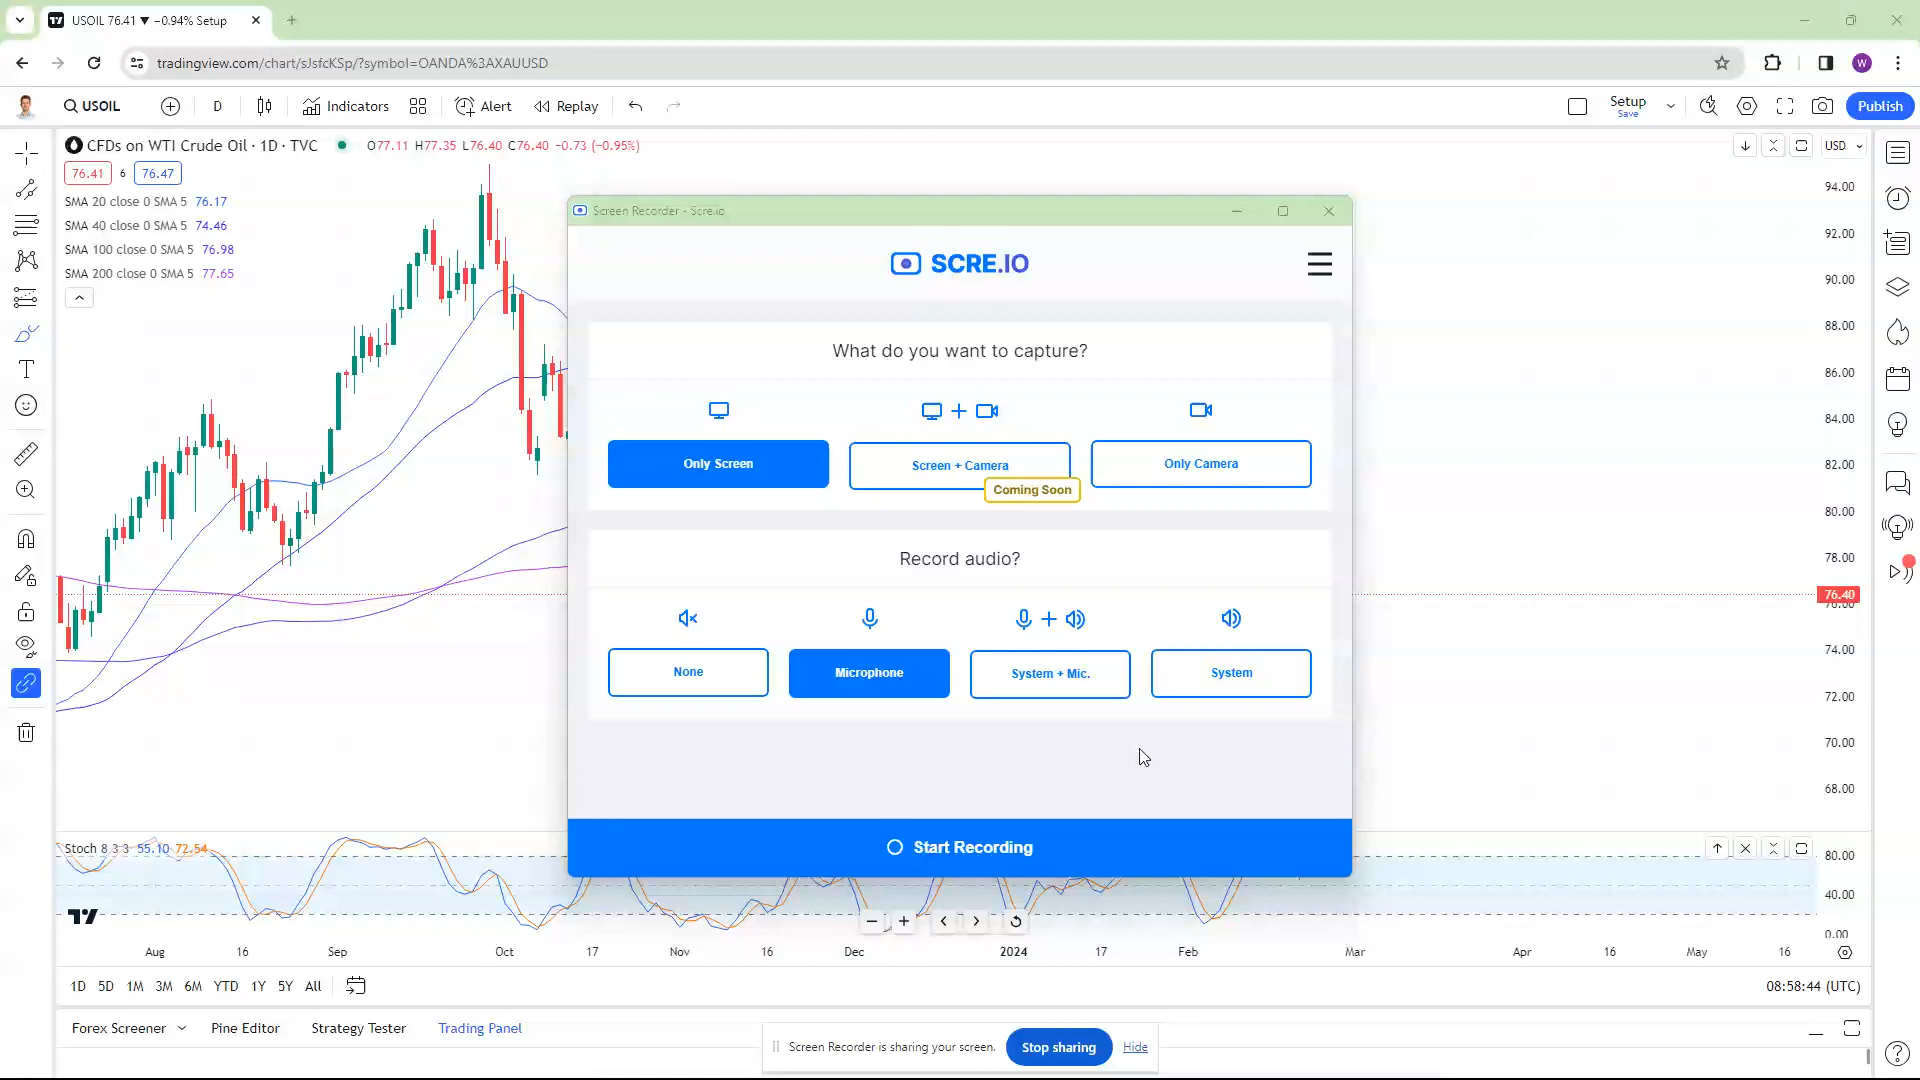 USOIL 76.41 ▼ −0.94% Setup
tradingview.com/chart/sJsfcKSp/?symbol=OANDA%3AXAUUSD
W
USOIL
D
Indicators
Alert
Replay
Setup
Save
Publish
CFDs on WTI Crude Oil · 1D · TVC
O77.11 H77.35 L76.40 C76.40 −0.73 (−0.95%)
USD
76.41 6 76.47
SMA 20 close 0 SMA 5 76.17
SMA 40 close 0 SMA 5 74.46
SMA 100 close 0 SMA 5 76.98
SMA 200 close 0 SMA 5 77.65
94.00
92.00
90.00
88.00
86.00
84.00
82.00
80.00
78.00
76.40
76.00
74.00
72.00
70.00
68.00
Screen Recorder - Scre.io
SCRE.IO
What do you want to capture?
Only Screen
Screen + Camera
Only Camera
Coming Soon
Record audio?
None
Microphone
System + Mic.
System
Start Recording
Stoch 8 3 3 55.10 72.54
80.00
40.00
0.00
Aug 16 Sep Oct 17 Nov 16 Dec 2024 17 Feb Mar Apr 16 May 16
1D 5D 1M 3M 6M YTD 1Y 5Y All
08:58:44 (UTC)
Forex Screener Pine Editor Strategy Tester Trading Panel
Screen Recorder is sharing your screen. Stop sharing Hide